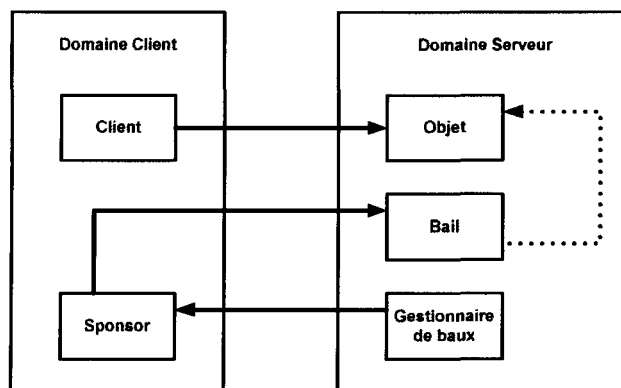 Domaine Client
Domaine Serveur
Client
Objet
Bail
Sponsor
Gestionnaire
de baux